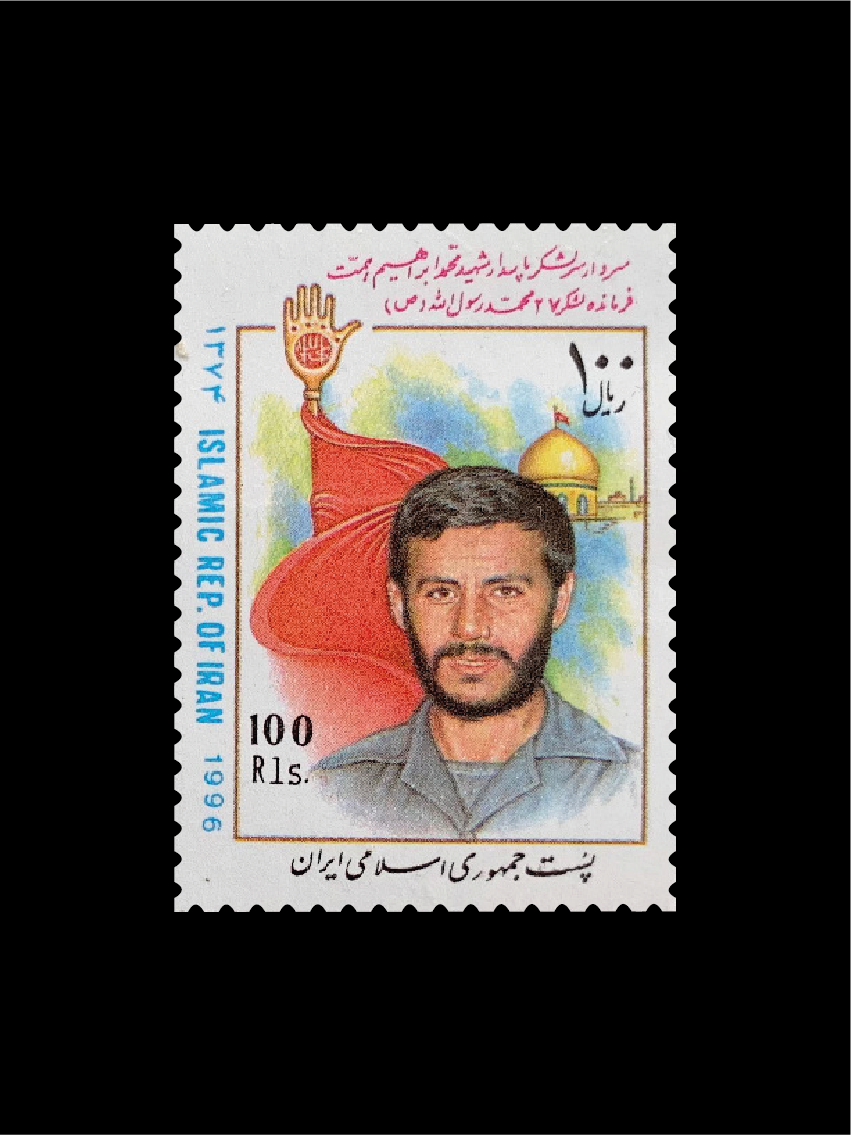 سردار سرلشکر پاسدار شهید محمد ابراهیم همت
فرمانده لشکر ۲۷ محمد رسول الله (ص)
۱۰۰
ریال
۱۳۷۴ ISLAMIC REP. OF IRAN 1996
100
Rls.
پست جمهوری اسلامی ایران